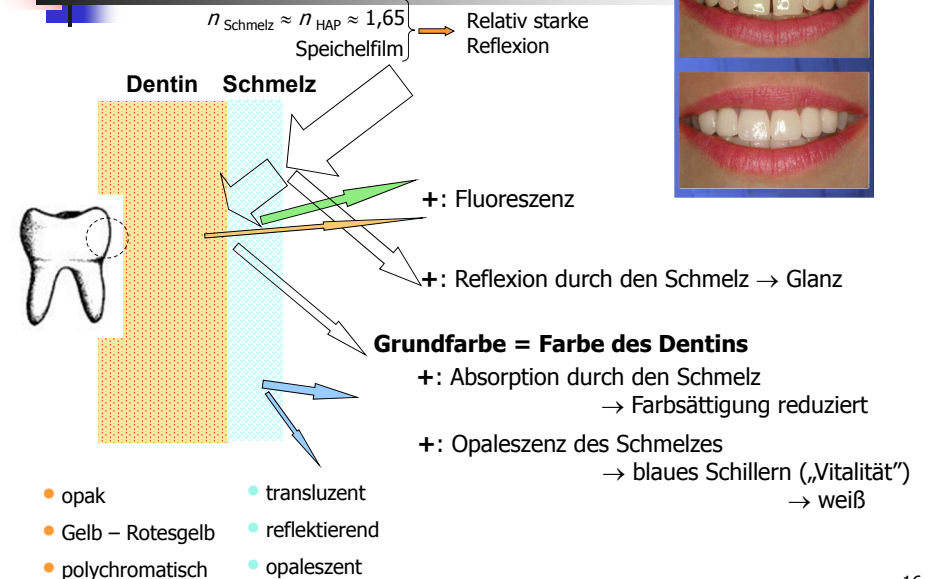 n Schmelz ≈ n HAP ≈ 1,65
Speichelfilm
Relativ starke
Reflexion
Dentin Schmelz
+: Fluoreszenz
+: Reflexion durch den Schmelz → Glanz
Grundfarbe = Farbe des Dentins
+: Absorption durch den Schmelz
→ Farbsättigung reduziert
+: Opaleszenz des Schmelzes
→ blaues Schillern („Vitalität”)
→ weiß
• opak
• Gelb – Rotesgelb
• polychromatisch
• transluzent
• reflektierend
• opaleszent